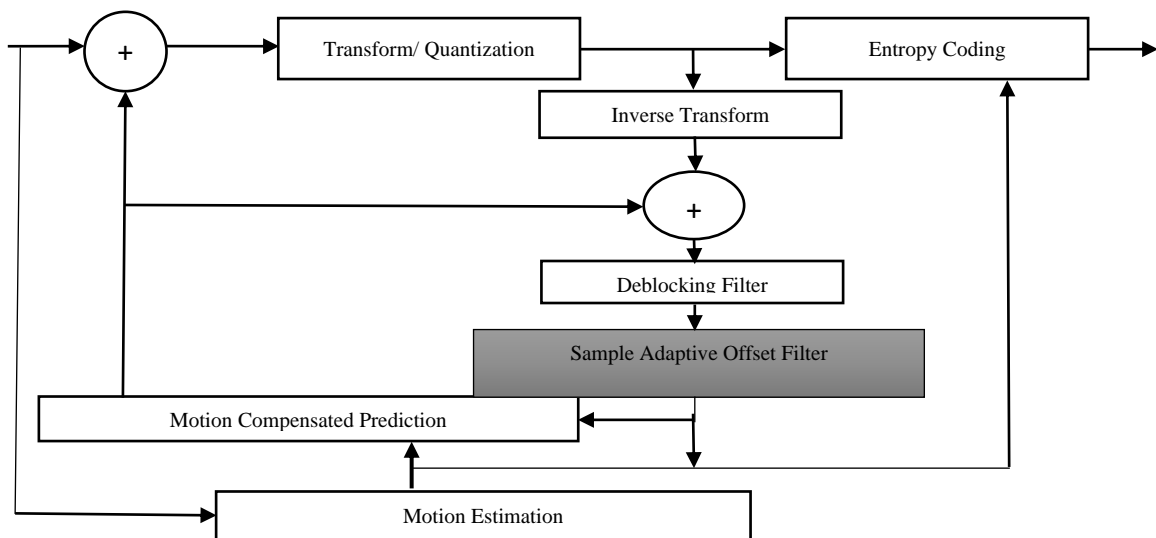 +
Transform/ Quantization
Entropy Coding
Inverse Transform
+
Deblocking Filter
Sample Adaptive Offset Filter
Motion Compensated Prediction
Motion Estimation